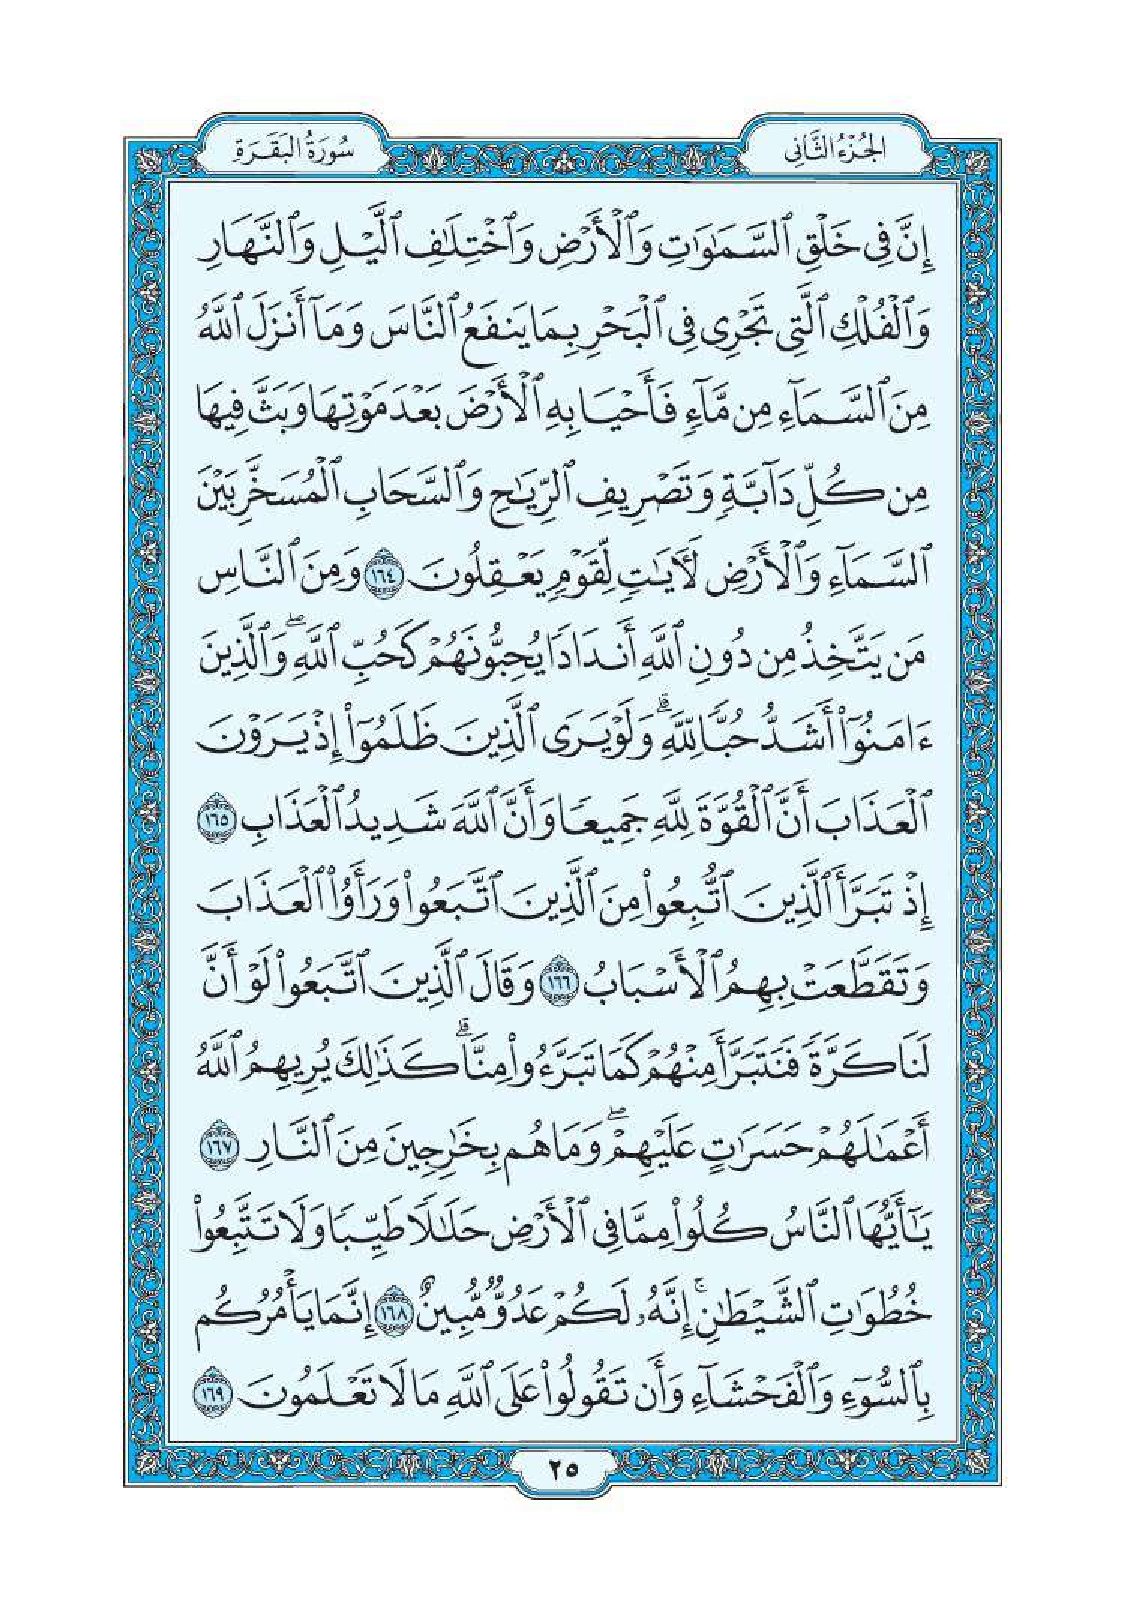 الجُزْءُ الثَّانِي
سُورَةُ البَقَرَةِ
إِنَّ فِي خَلْقِ ٱلسَّمَٰوَٰتِ وَٱلْأَرْضِ وَٱخْتِلَٰفِ ٱلَّيْلِ وَٱلنَّهَارِ
وَٱلْفُلْكِ ٱلَّتِي تَجْرِي فِي ٱلْبَحْرِ بِمَا يَنفَعُ ٱلنَّاسَ وَمَآ أَنزَلَ ٱللَّهُ
مِنَ ٱلسَّمَآءِ مِن مَّآءٍ فَأَحْيَا بِهِ ٱلْأَرْضَ بَعْدَ مَوْتِهَا وَبَثَّ فِيهَا
مِن كُلِّ دَآبَّةٍ وَتَصْرِيفِ ٱلرِّيَٰحِ وَٱلسَّحَابِ ٱلْمُسَخَّرِ بَيْنَ
ٱلسَّمَآءِ وَٱلْأَرْضِ لَأٓيَٰتٍ لِّقَوْمٍ يَعْقِلُونَ ١٦٤ وَمِنَ ٱلنَّاسِ
مَن يَتَّخِذُ مِن دُونِ ٱللَّهِ أَندَادًا يُحِبُّونَهُمْ كَحُبِّ ٱللَّهِۖ وَٱلَّذِينَ
ءَامَنُوٓا۟ أَشَدُّ حُبًّا لِّلَّهِۗ وَلَوْ يَرَى ٱلَّذِينَ ظَلَمُوٓا۟ إِذْ يَرَوْنَ
ٱلْعَذَابَ أَنَّ ٱلْقُوَّةَ لِلَّهِ جَمِيعًا وَأَنَّ ٱللَّهَ شَدِيدُ ٱلْعَذَابِ ١٦٥
إِذْ تَبَرَّأَ ٱلَّذِينَ ٱتُّبِعُوا۟ مِنَ ٱلَّذِينَ ٱتَّبَعُوا۟ وَرَأَوُا۟ ٱلْعَذَابَ
وَتَقَطَّعَتْ بِهِمُ ٱلْأَسْبَابُ ١٦٦ وَقَالَ ٱلَّذِينَ ٱتَّبَعُوا۟ لَوْ أَنَّ
لَنَا كَرَّةً فَنَتَبَرَّأَ مِنْهُمْ كَمَا تَبَرَّءُوا۟ مِنَّاۗ كَذَٰلِكَ يُرِيهِمُ ٱللَّهُ
أَعْمَٰلَهُمْ حَسَرَٰتٍ عَلَيْهِمْۖ وَمَا هُم بِخَٰرِجِينَ مِنَ ٱلنَّارِ ١٦٧
يَٰٓأَيُّهَا ٱلنَّاسُ كُلُوا۟ مِمَّا فِي ٱلْأَرْضِ حَلَٰلًا طَيِّبًا وَلَا تَتَّبِعُوا۟
خُطُوَٰتِ ٱلشَّيْطَٰنِۚ إِنَّهُۥ لَكُمْ عَدُوٌّ مُّبِينٌ ١٦٨ إِنَّمَا يَأْمُرُكُم
بِٱلسُّوٓءِ وَٱلْفَحْشَآءِ وَأَن تَقُولُوا۟ عَلَى ٱللَّهِ مَا لَا تَعْلَمُونَ ١٦٩
٢٥